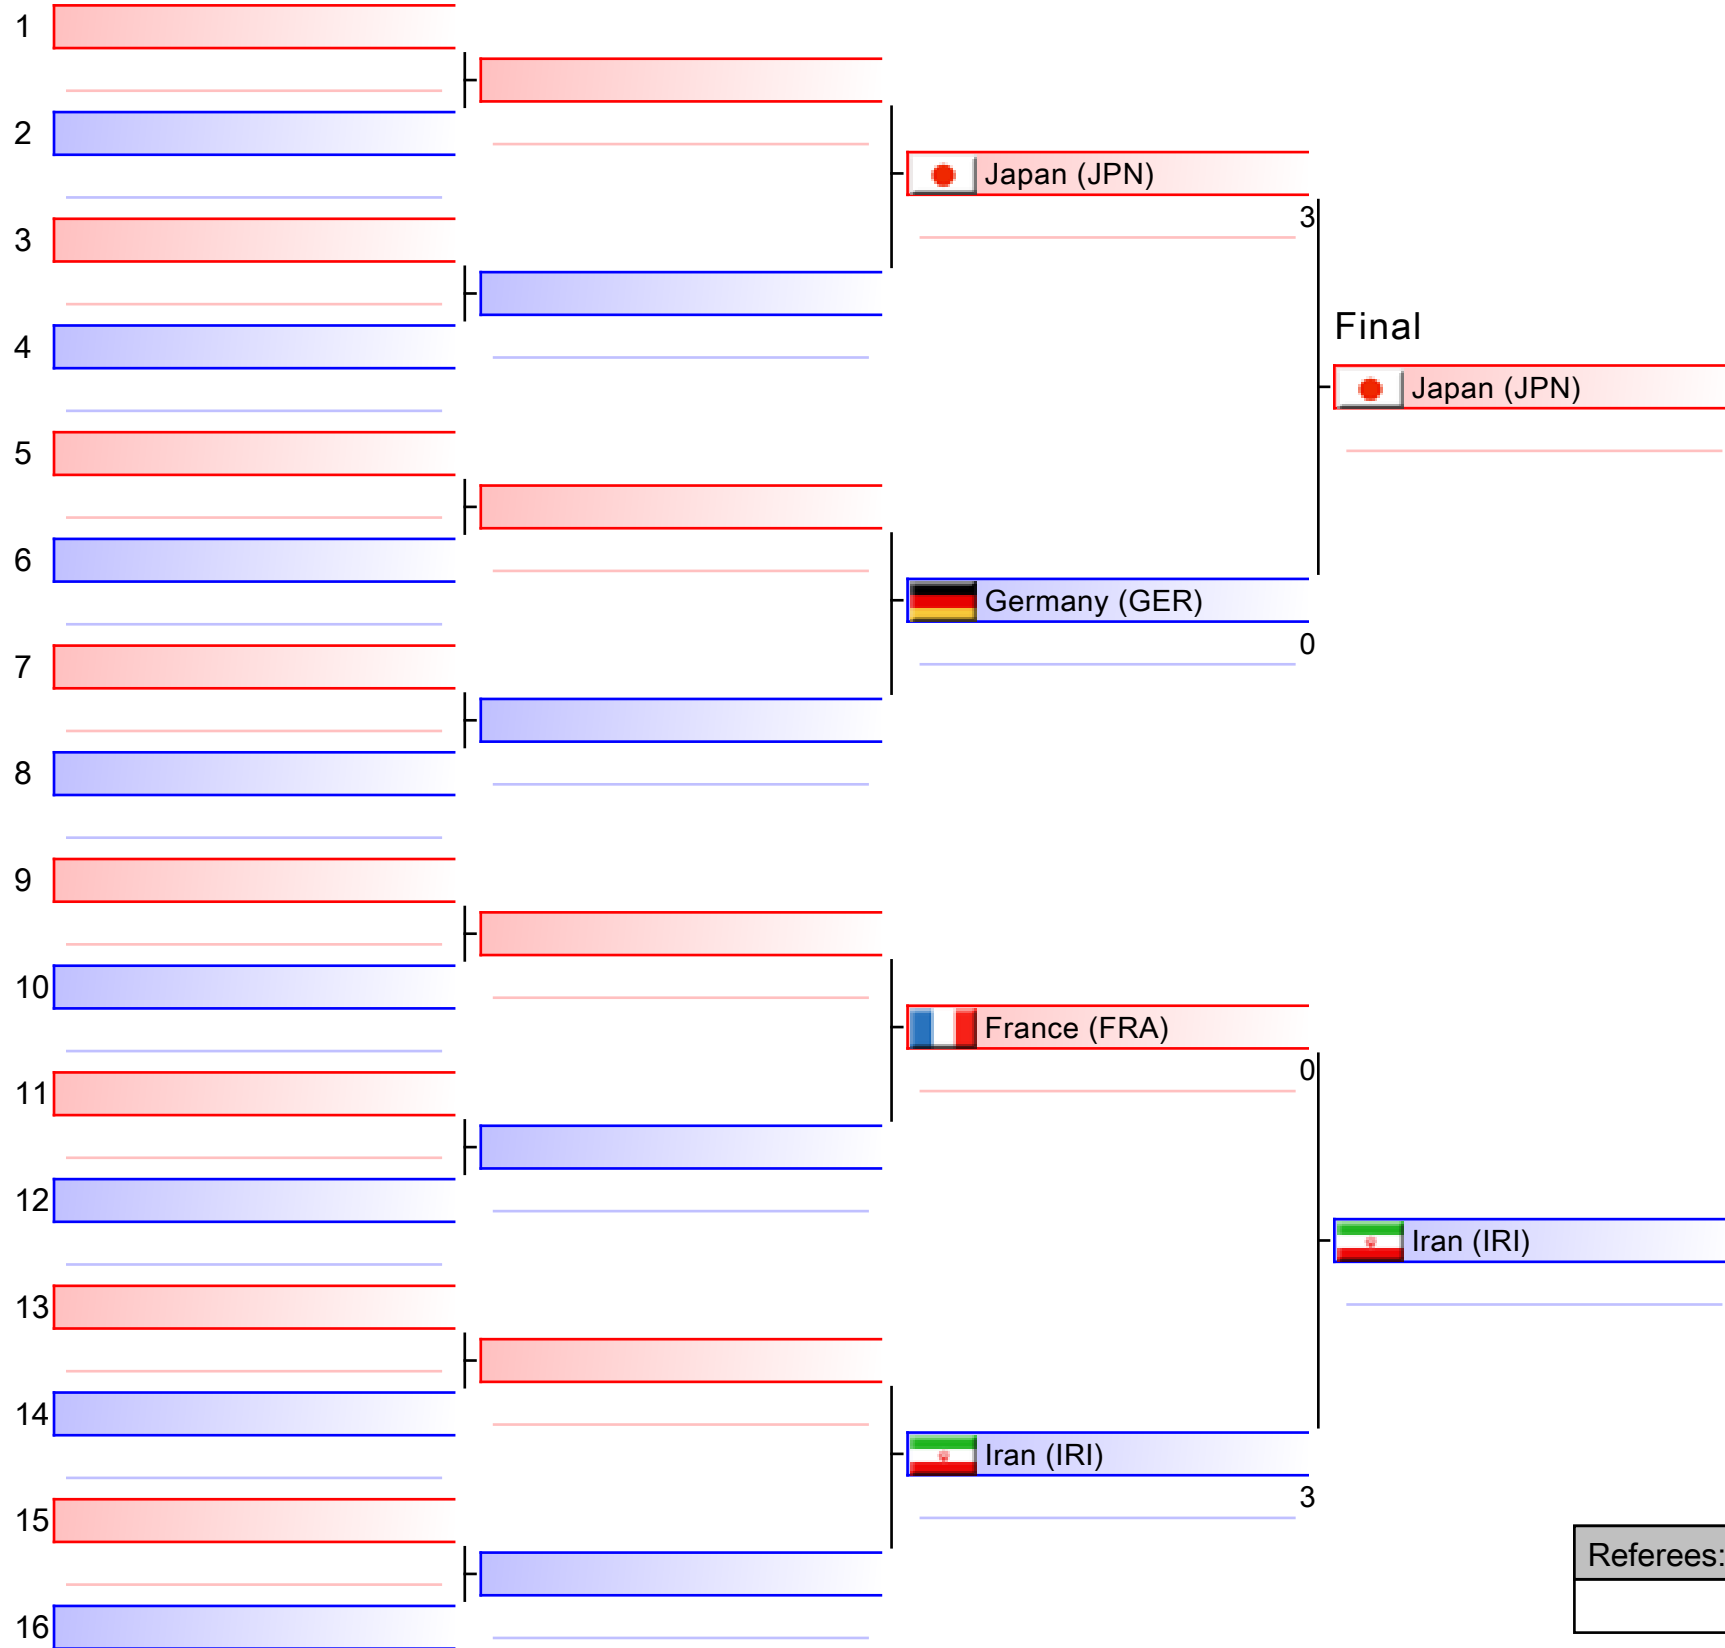 1
2
3
4
5
6
7
8
9
10
11
12
13
14
15
16
Japan (JPN)
3
Germany (GER)
0
France (FRA)
0
Iran (IRI)
3
Final
Japan (JPN)
Iran (IRI)
Referees: